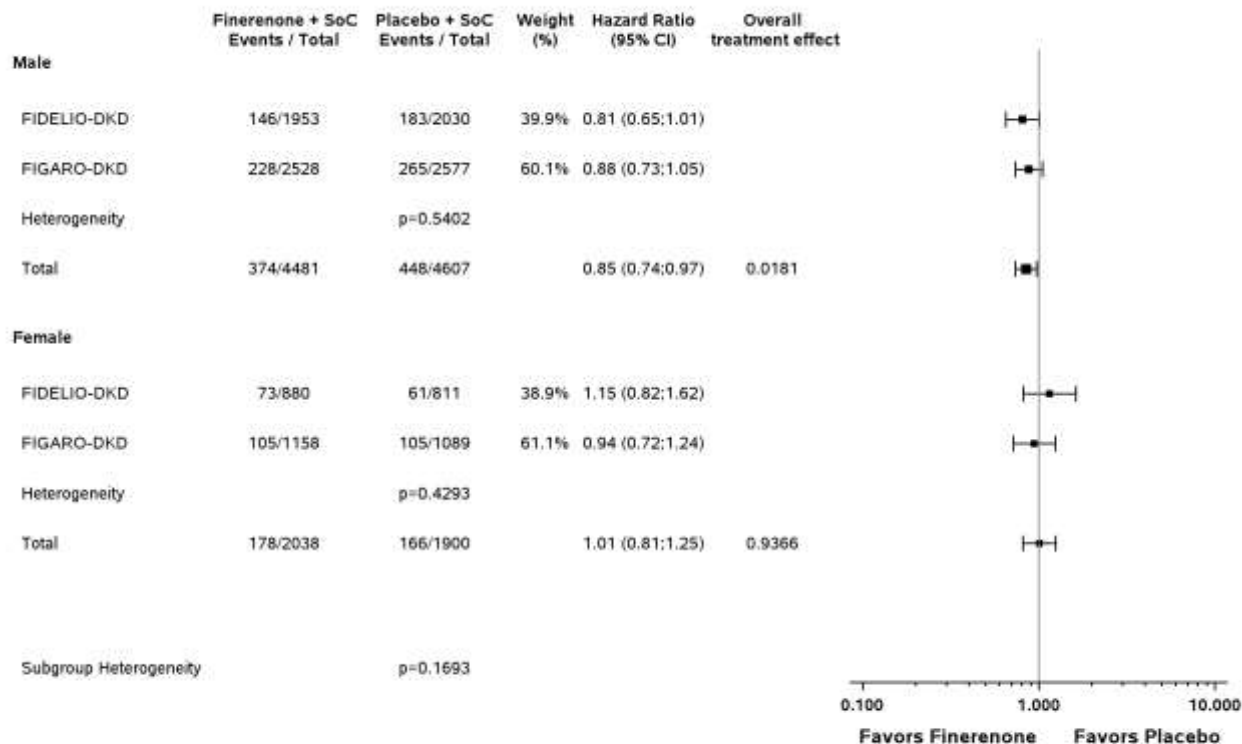 Finerenone + SoC Placebo + SoC Weight Hazard Ratio Overall
Events / Total Events / Total (%) (95% CI) treatment effect
Male
FIDELIO-DKD 146/1953 183/2030 39.9% 0.81 (0.65;1.01)
FIGARO-DKD 228/2528 265/2577 60.1% 0.88 (0.73;1.05)
Heterogeneity p=0.5402
Total 374/4481 448/4607 0.85 (0.74;0.97) 0.0181
Female
FIDELIO-DKD 73/880 61/811 38.9% 1.15 (0.82;1.62)
FIGARO-DKD 105/1158 105/1089 61.1% 0.94 (0.72;1.24)
Heterogeneity p=0.4293
Total 178/2038 166/1900 1.01 (0.81;1.25) 0.9366
Subgroup Heterogeneity p=0.1693
0.100 1.000 10.000
Favors Finerenone Favors Placebo